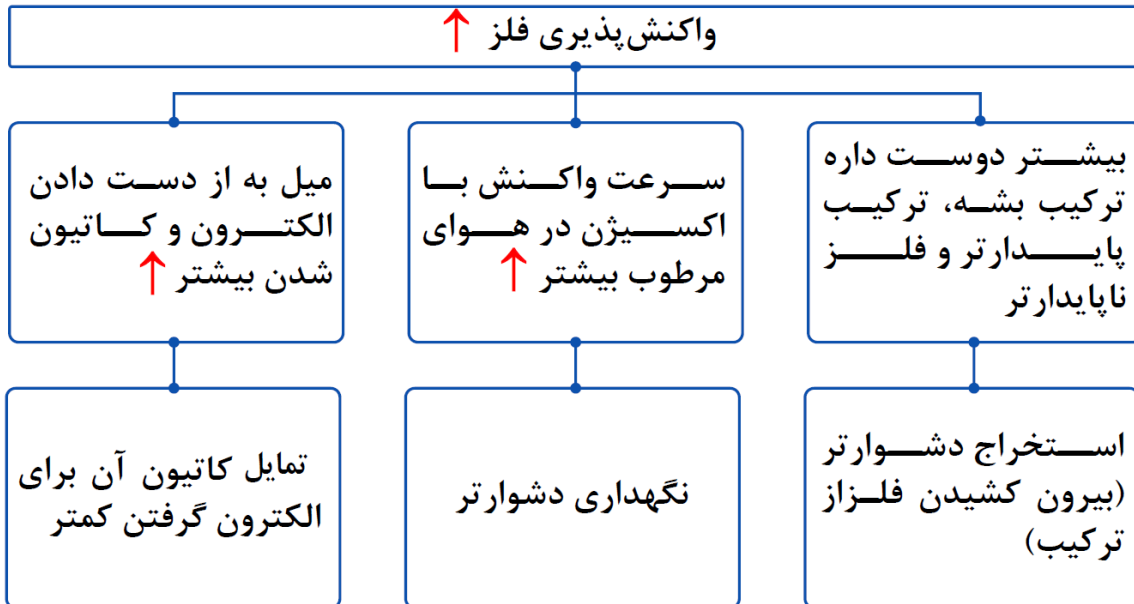 واکنش‌پذیری فلز ↑
بیشتر دوست داره
ترکیب بشه، ترکیب
پایدارتر و فلز
ناپایدارتر
سرعت واکنش با
اکسیژن در هوای
مرطوب بیشتر ↑
میل به از دست دادن
الکترون و کاتیون
شدن بیشتر ↑
استخراج دشوارتر
(بیرون کشیدن فلزاز
ترکیب)
نگهداری دشوارتر
تمایل کاتیون آن برای
الکترون گرفتن کمتر